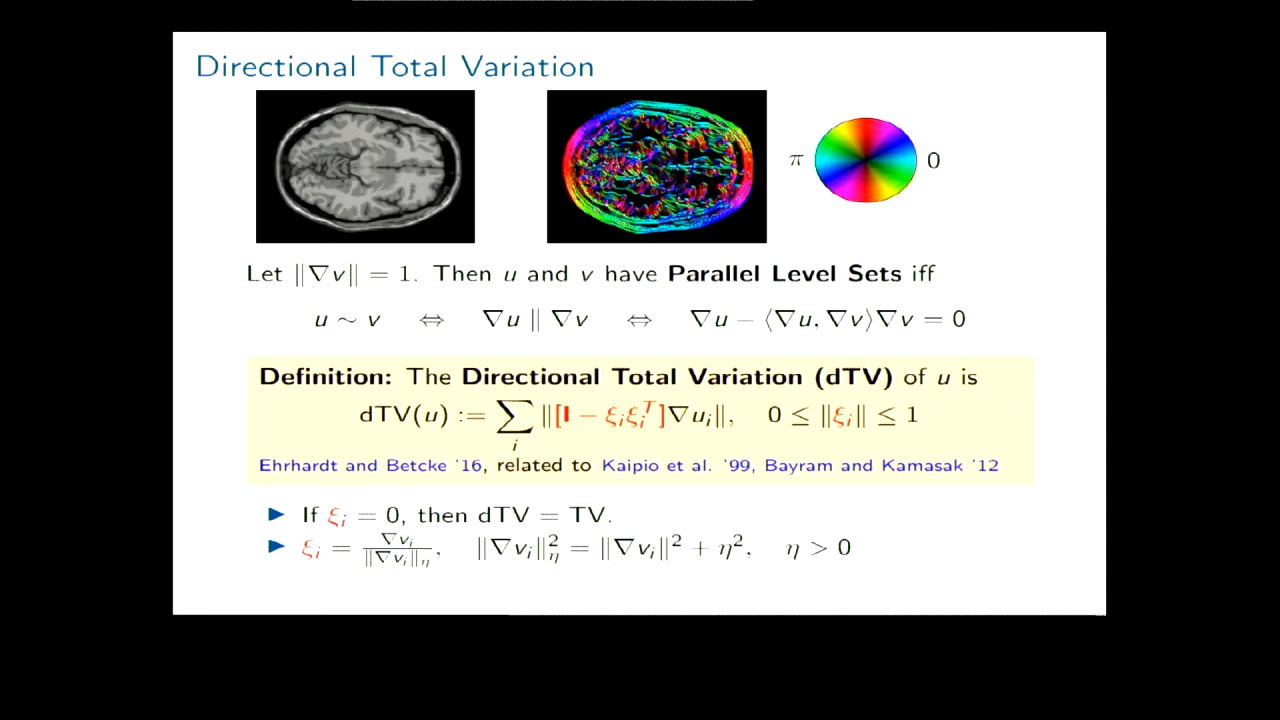 Directional Total Variation
π 0
Let ‖∇v‖ = 1. Then u and v have Parallel Level Sets iff
u ∼ v ⇔ ∇u ∥ ∇v ⇔ ∇u − ⟨∇u, ∇v⟩∇v = 0
Definition: The Directional Total Variation (dTV) of u is
dTV(u) := ∑_i ‖[I − ξ_i ξ_i^T]∇u_i‖, 0 ≤ ‖ξ_i‖ ≤ 1
Ehrhardt and Betcke '16, related to Kaipio et al. '99, Bayram and Kamasak '12
▶ If ξ_i = 0, then dTV = TV.
▶ ξ_i = ∇v_i / ‖∇v_i‖_η, ‖∇v_i‖_η^2 = ‖∇v_i‖^2 + η^2, η > 0